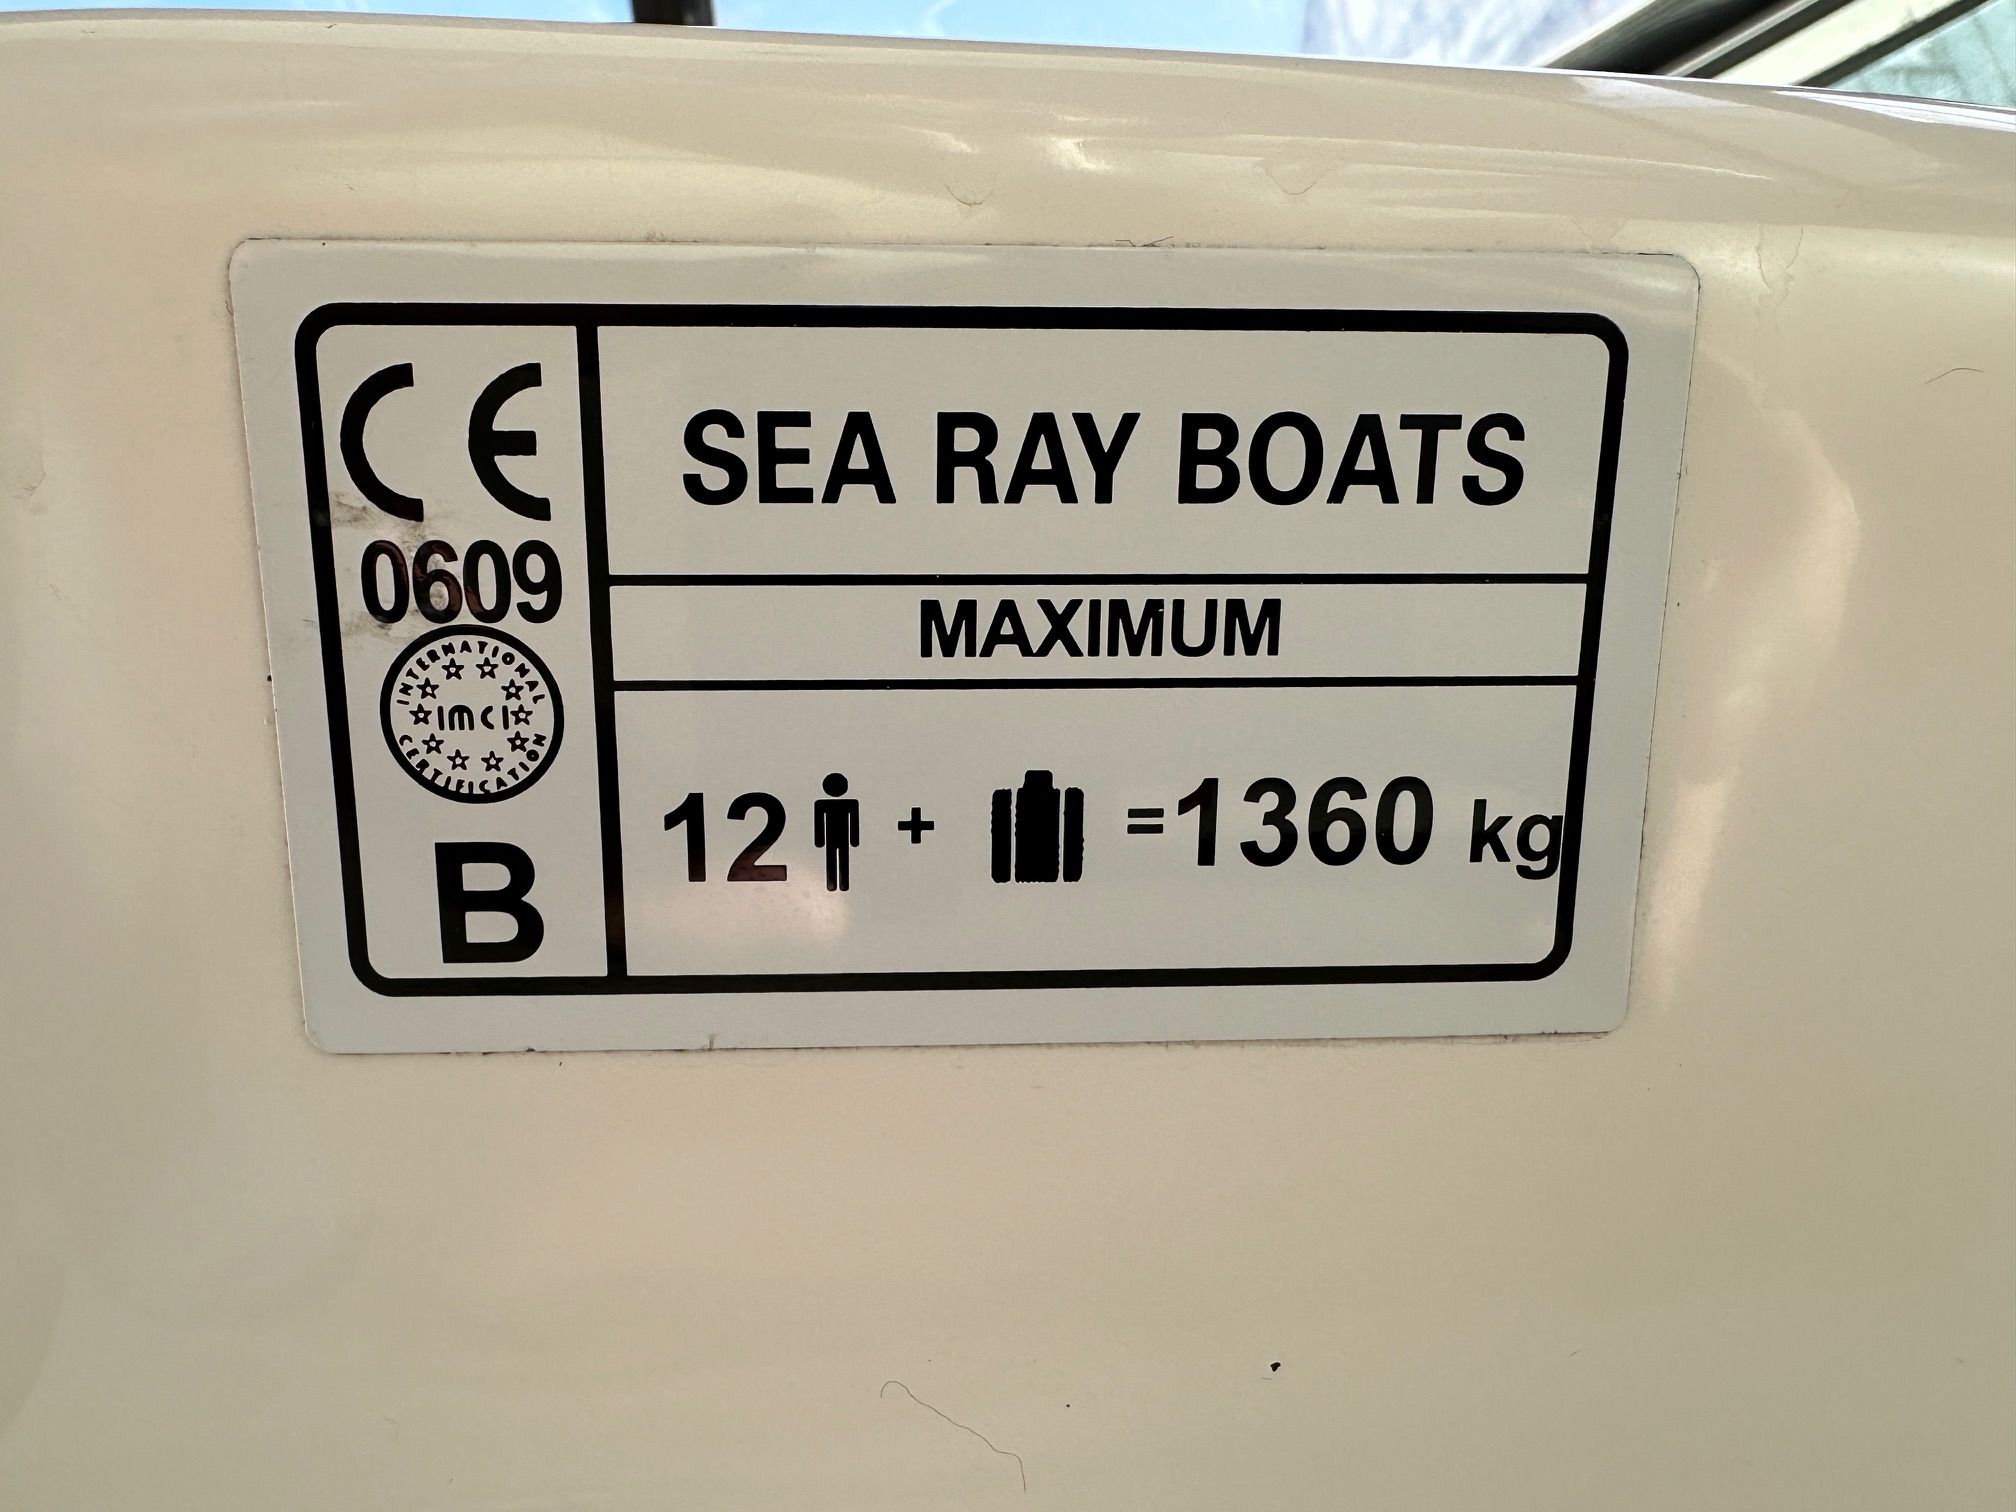 CE
0609
INTERNATIONAL
IMCI
CERTIFICATION
B
SEA RAY BOATS
MAXIMUM
12 + =1360 kg